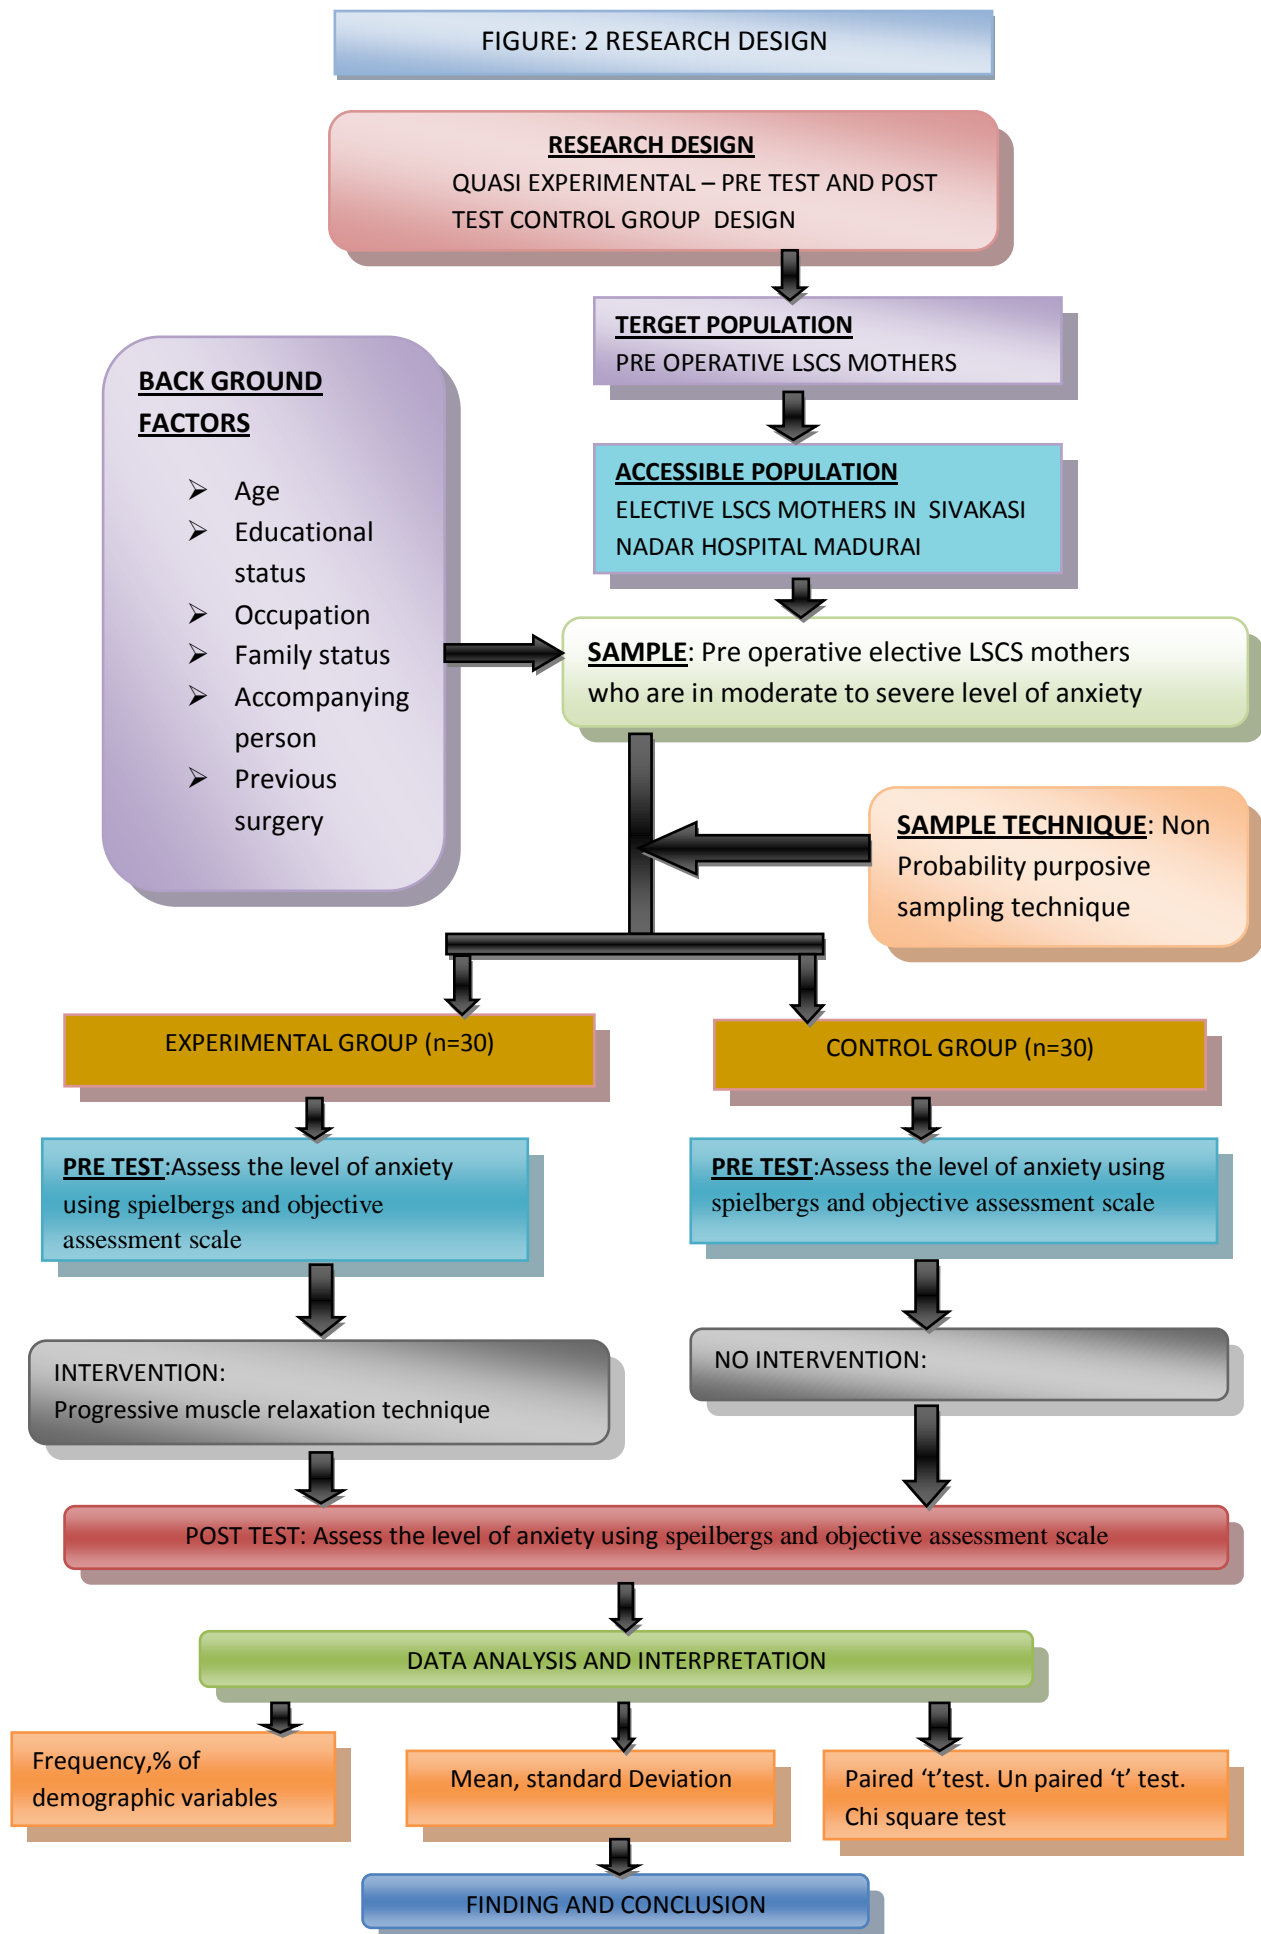 FIGURE: 2 RESEARCH DESIGN
RESEARCH DESIGN
QUASI EXPERIMENTAL – PRE TEST AND POST
TEST CONTROL GROUP DESIGN
TERGET POPULATION
PRE OPERATIVE LSCS MOTHERS
BACK GROUND
FACTORS
➢ Age
➢ Educational
status
➢ Occupation
➢ Family status
➢ Accompanying
person
➢ Previous
surgery
ACCESSIBLE POPULATION
ELECTIVE LSCS MOTHERS IN SIVAKASI
NADAR HOSPITAL MADURAI
SAMPLE: Pre operative elective LSCS mothers
who are in moderate to severe level of anxiety
SAMPLE TECHNIQUE: Non
Probability purposive
sampling technique
EXPERIMENTAL GROUP (n=30)
CONTROL GROUP (n=30)
PRE TEST:Assess the level of anxiety
using spielbergs and objective
assessment scale
PRE TEST:Assess the level of anxiety using
spielbergs and objective assessment scale
INTERVENTION:
Progressive muscle relaxation technique
NO INTERVENTION:
POST TEST: Assess the level of anxiety using speilbergs and objective assessment scale
DATA ANALYSIS AND INTERPRETATION
Frequency,% of
demographic variables
Mean, standard Deviation
Paired ‘t’test. Un paired ‘t’ test.
Chi square test
FINDING AND CONCLUSION